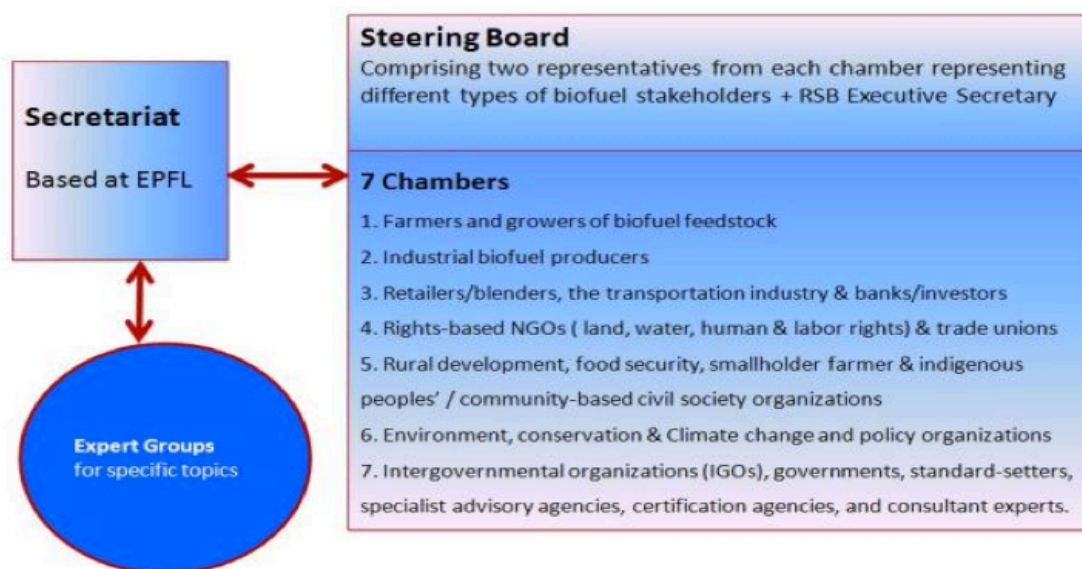 Secretariat
Based at EPFL
Expert Groups
for specific topics
Steering Board
Comprising two representatives from each chamber representing
different types of biofuel stakeholders + RSB Executive Secretary
7 Chambers
1. Farmers and growers of biofuel feedstock
2. Industrial biofuel producers
3. Retailers/blenders, the transportation industry & banks/investors
4. Rights-based NGOs ( land, water, human & labor rights) & trade unions
5. Rural development, food security, smallholder farmer & indigenous
peoples’ / community-based civil society organizations
6. Environment, conservation & Climate change and policy organizations
7. Intergovernmental organizations (IGOs), governments, standard-setters,
specialist advisory agencies, certification agencies, and consultant experts.